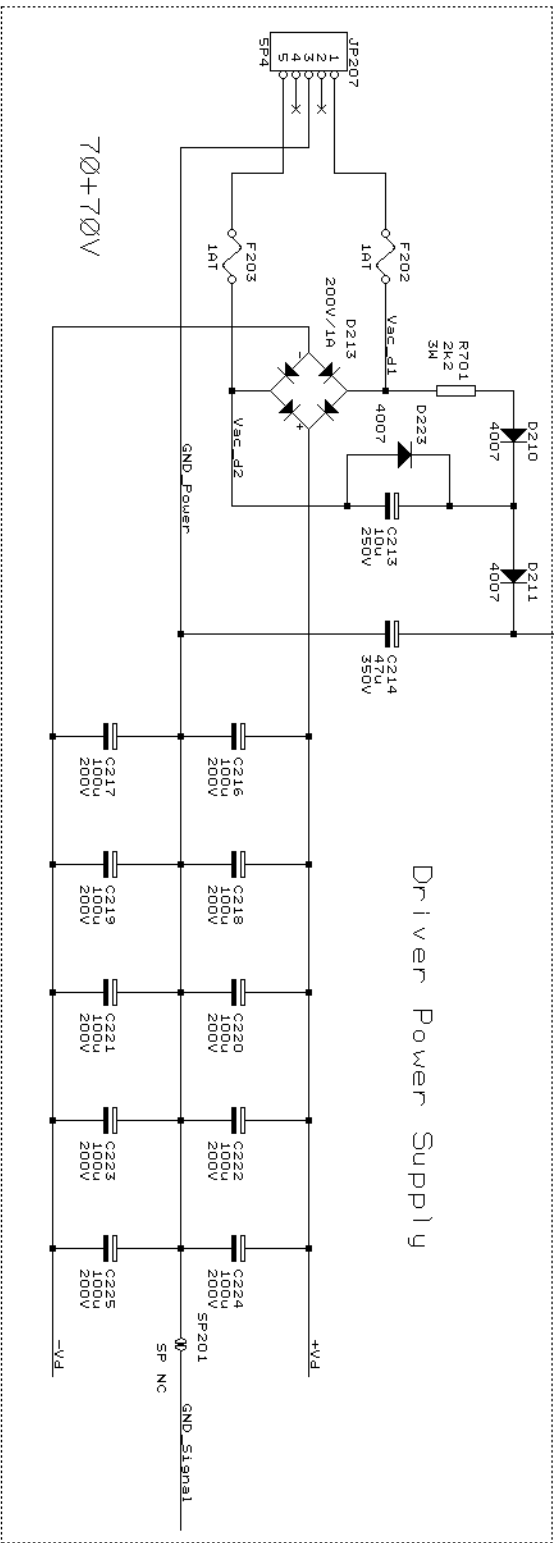 JP207
1
2
3
4
5
SP4
70+70V
F202
1AT
F203
1AT
Vac_d1
R701
2k2
3W
D213
200V/1A
-
+
D223
4007
D210
4007
Vac_d2
GND_Power
C213
10u
250V
D211
4007
C214
47u
350V
Driver Power Supply
C216
100u
200V
C217
100u
200V
C218
100u
200V
C219
100u
200V
C220
100u
200V
C221
100u
200V
C222
100u
200V
C223
100u
200V
C224
100u
200V
C225
100u
200V
+Vd
SP201
SP NC
-Vd
GND_Signal